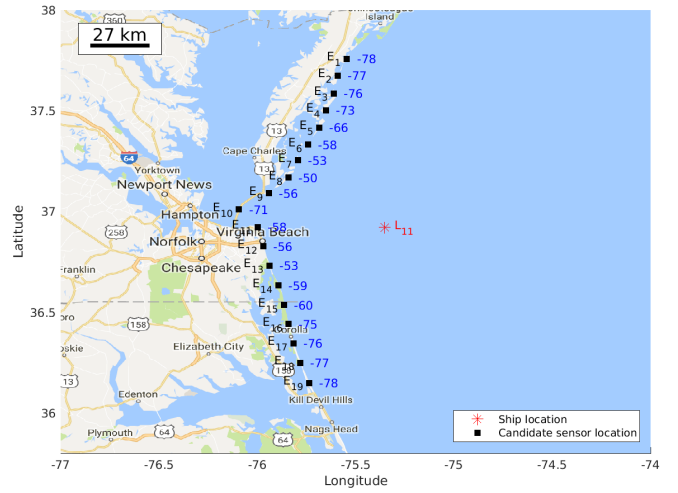 38
27 km
360
Island
E1 -78
E2 -77
E3 -76
37.5
E4 -73
13
E5 -66
E6 -58
64
Cape Charles
E7 -53
Yorktown
13
E8 -50
Newport News
E9 -56
37
Hampton
E10 -71
E11 -58
L11
258
Virginia Beach
Norfolk
E12 -56
Chesapeake
E13 -53
Franklin
E14 -59
36.5
E15 -60
158
E16 -75
Corolla
Elizabeth City
E17 -76
E18 -77
158
13
E19 -78
Edenton
Kill Devil Hills
36
Plymouth
64
64
Nags Head
Ship location
Candidate sensor location
-77 -76.5 -76 -75.5 -75 -74.5 -74
Longitude
Latitude